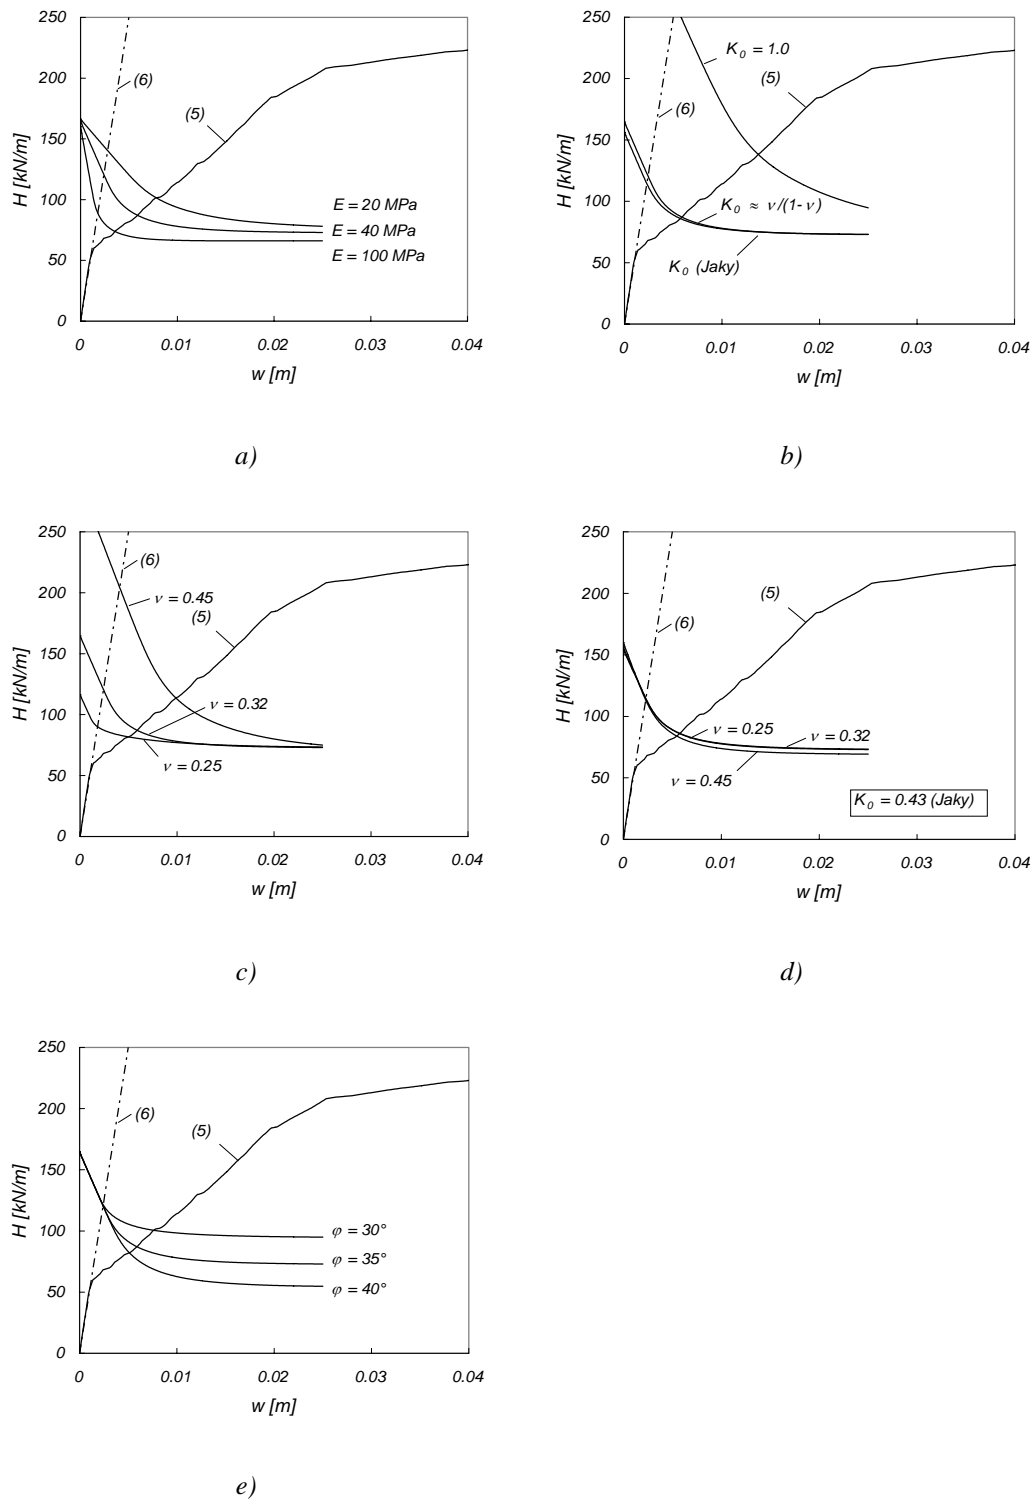 250
200
150
100
50
0
H [kN/m]
(6)
(5)
E = 20 MPa
E = 40 MPa
E = 100 MPa
0 0.01 0.02 0.03 0.04
w [m]
a)
250
200
150
100
50
0
H [kN/m]
K₀ = 1.0
(5)
(6)
K₀ ≈ ν/(1-ν)
K₀ (Jaky)
0 0.01 0.02 0.03 0.04
w [m]
b)
250
200
150
100
50
0
H [kN/m]
(6)
ν = 0.45
(5)
ν = 0.32
ν = 0.25
0 0.01 0.02 0.03 0.04
w [m]
c)
250
200
150
100
50
0
H [kN/m]
(5)
(6)
ν = 0.25
ν = 0.32
ν = 0.45
K₀ = 0.43 (Jaky)
0 0.01 0.02 0.03 0.04
w [m]
d)
250
200
150
100
50
0
H [kN/m]
(6)
(5)
φ = 30°
φ = 35°
φ = 40°
0 0.01 0.02 0.03 0.04
w [m]
e)